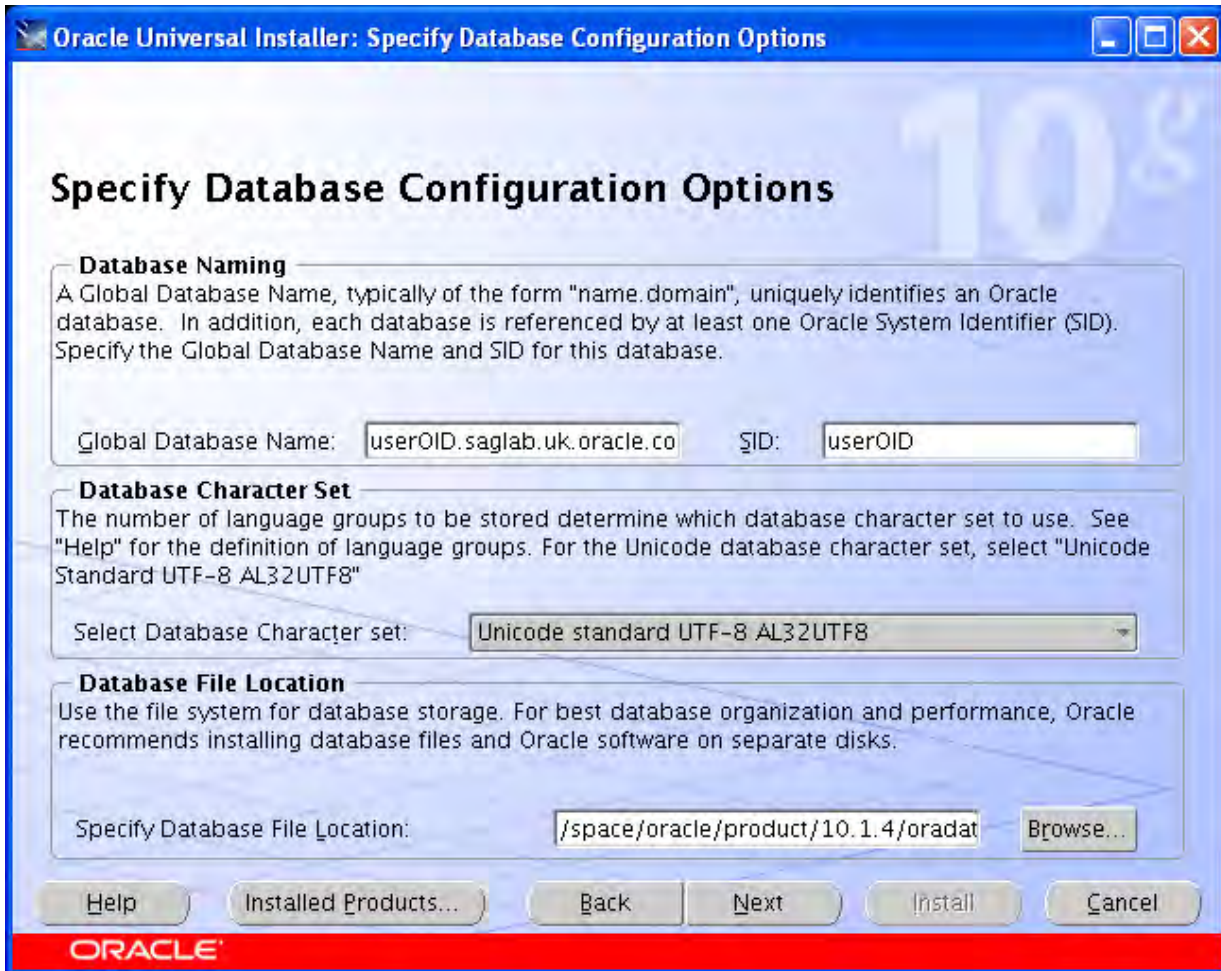 Oracle Universal Installer: Specify Database Configuration Options
10g
Specify Database Configuration Options
Database Naming
A Global Database Name, typically of the form "name.domain", uniquely identifies an Oracle
database. In addition, each database is referenced by at least one Oracle System Identifier (SID).
Specify the Global Database Name and SID for this database.
Global Database Name: userOID.saglab.uk.oracle.co SID: userOID
Database Character Set
The number of language groups to be stored determine which database character set to use. See
"Help" for the definition of language groups. For the Unicode database character set, select "Unicode
Standard UTF-8 AL32UTF8"
Select Database Character set: Unicode standard UTF-8 AL32UTF8
Database File Location
Use the file system for database storage. For best database organization and performance, Oracle
recommends installing database files and Oracle software on separate disks.
Specify Database File Location: /space/oracle/product/10.1.4/oradat Browse...
Help Installed Products... Back Next Install Cancel
ORACLE